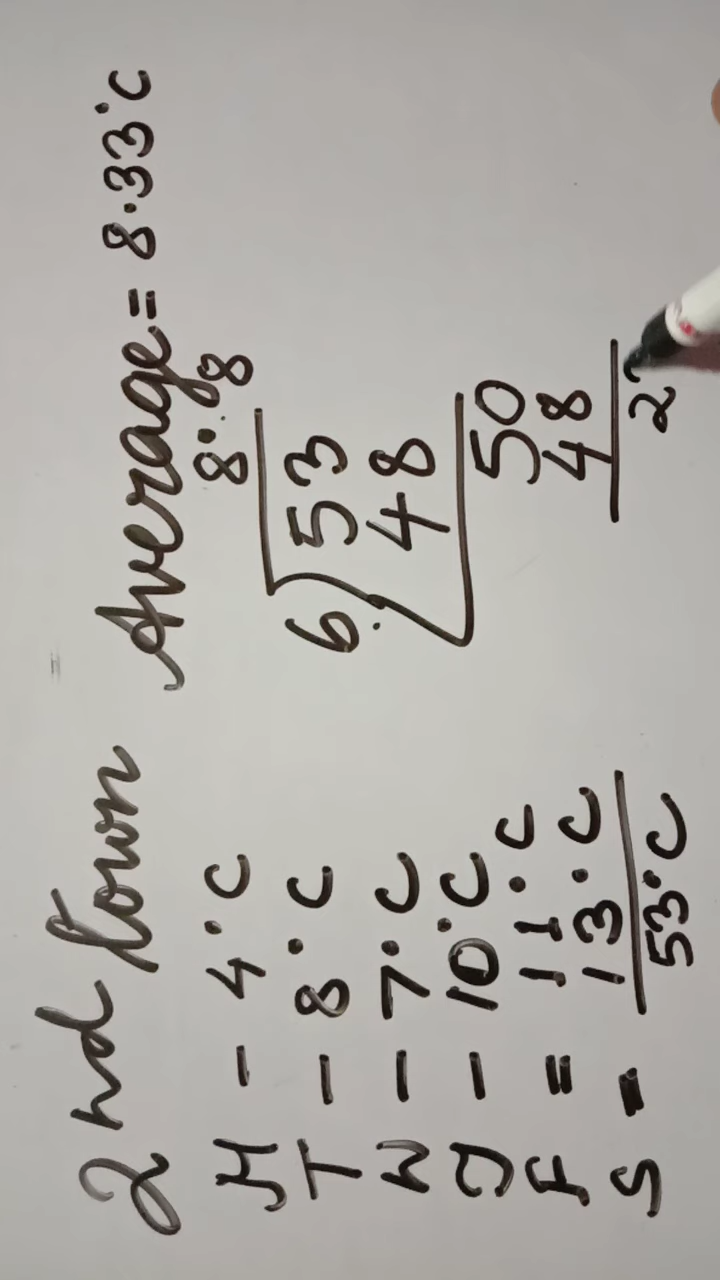 2nd Town
M - 4°C
T - 8°C
W - 7°C
J - 10°C
F = 11°C
S = 13°C
53°C
Average = 8.33°C
8.8
6) 53
48
50
48
2